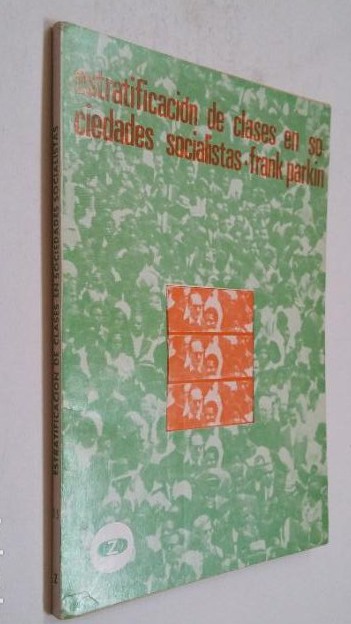 estratificación de clases en so-
ciedades socialistas • frank parkin
ESTRATIFICACION DE CLASES EN SOCIEDADES SOCIALISTAS
Z